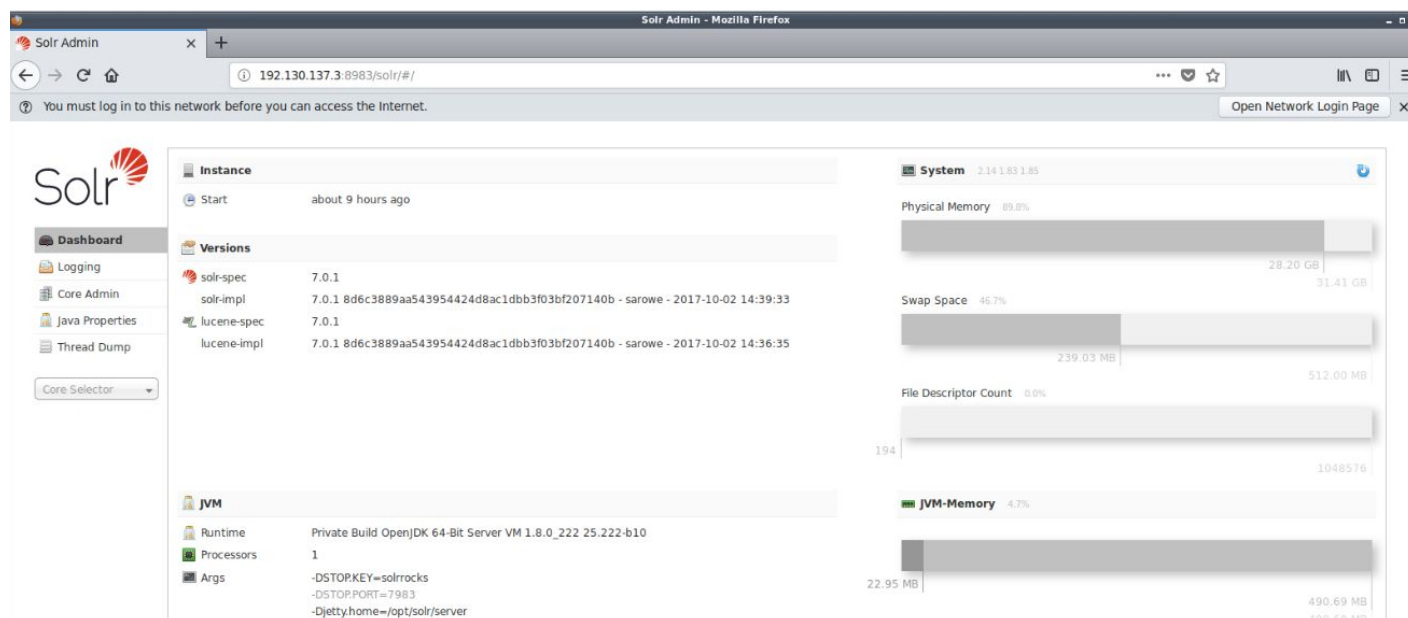 Solr Admin - Mozilla Firefox
Solr Admin
192.130.137.3:8983/solr/#/
You must log in to this network before you can access the Internet.
Open Network Login Page
Solr
Dashboard
Logging
Core Admin
Java Properties
Thread Dump
Core Selector
Instance
Start about 9 hours ago
Versions
solr-spec 7.0.1
solr-impl 7.0.1 8d6c3889aa543954424d8ac1dbb3f03bf207140b - sarowe - 2017-10-02 14:39:33
lucene-spec 7.0.1
lucene-impl 7.0.1 8d6c3889aa543954424d8ac1dbb3f03bf207140b - sarowe - 2017-10-02 14:36:35
JVM
Runtime Private Build OpenJDK 64-Bit Server VM 1.8.0_222 25.222-b10
Processors 1
Args -DSTOP.KEY=solrrocks
-DSTOP.PORT=7983
-Djetty.home=/opt/solr/server
System 2.14 1.83 1.85
Physical Memory 89.8%
28.20 GB
31.41 GB
Swap Space 46.7%
239.03 MB
512.00 MB
File Descriptor Count 0.0%
194
1048576
JVM-Memory 4.7%
22.95 MB
490.69 MB